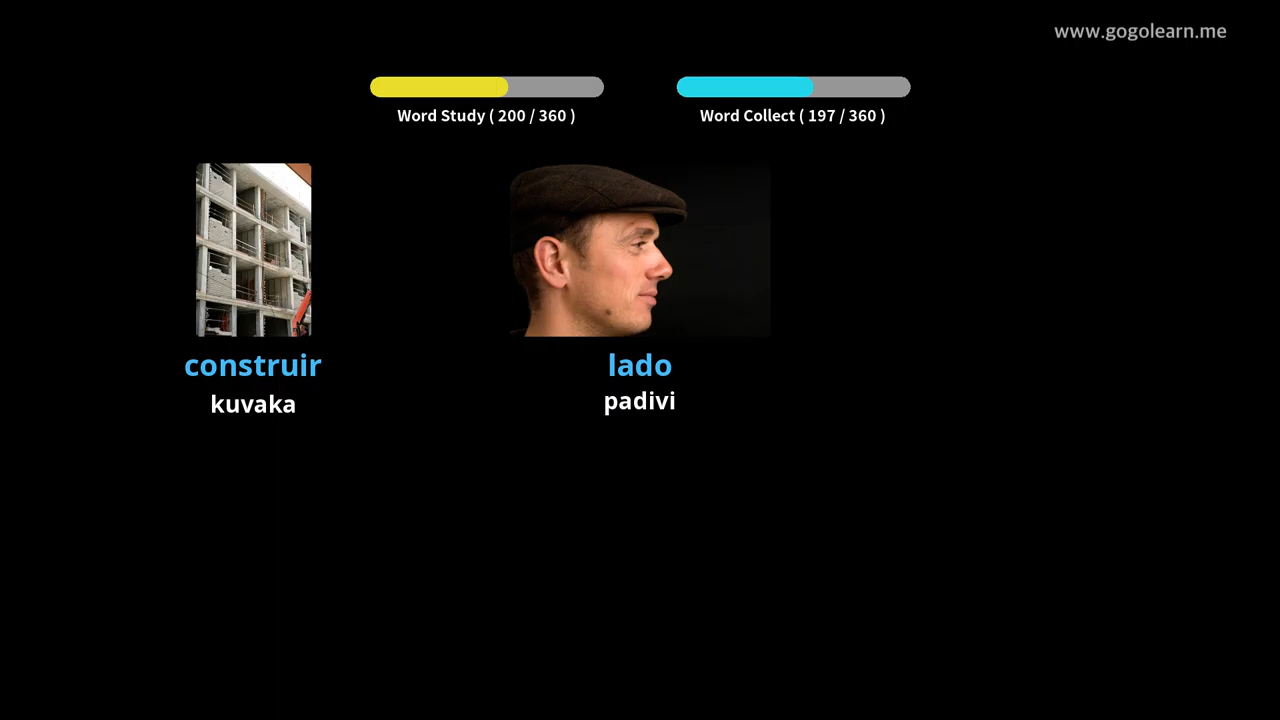 www.gogolearn.me
Word Study ( 200 / 360 )
Word Collect ( 197 / 360 )
construir
kuvaka
lado
padivi